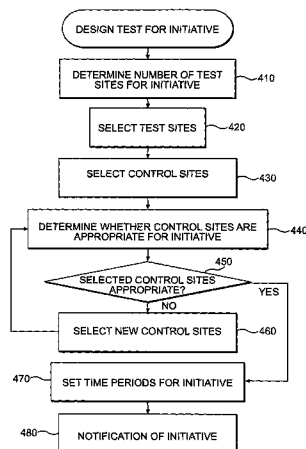 DESIGN TEST FOR INITIATIVE
DETERMINE NUMBER OF TEST
SITES FOR INITIATIVE
410
SELECT TEST SITES
420
SELECT CONTROL SITES
430
DETERMINE WHETHER CONTROL SITES ARE
APPROPRIATE FOR INITIATIVE
440
450
SELECTED CONTROL SITES
APPROPRIATE?
YES
NO
SELECT NEW CONTROL SITES
460
470
SET TIME PERIODS FOR INITIATIVE
480
NOTIFICATION OF INITIATIVE